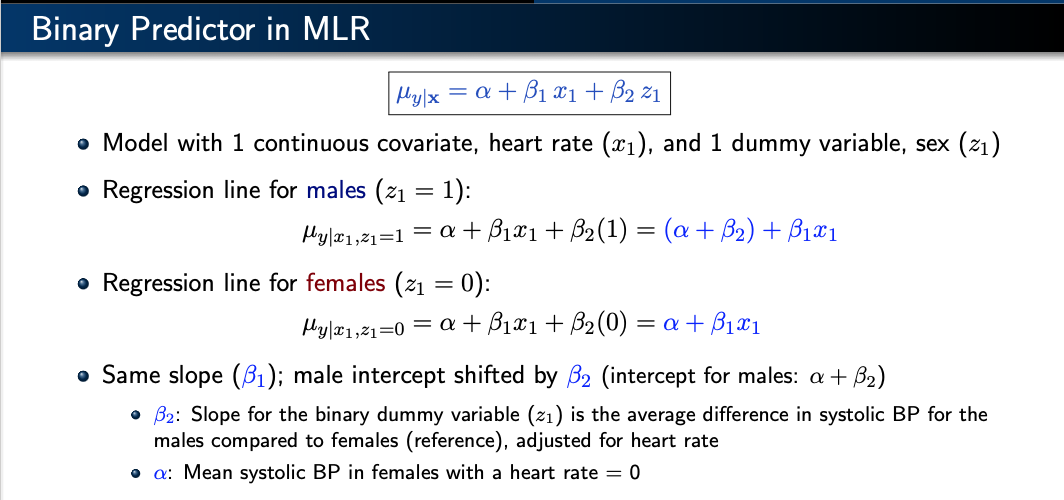 Binary Predictor in MLR
μ_{y|𝐱} = α + β₁ x₁ + β₂ z₁
Model with 1 continuous covariate, heart rate (x₁), and 1 dummy variable, sex (z₁)
Regression line for males (z₁ = 1):
μ_{y|x₁,z₁=1} = α + β₁x₁ + β₂(1) = (α + β₂) + β₁x₁
Regression line for females (z₁ = 0):
μ_{y|x₁,z₁=0} = α + β₁x₁ + β₂(0) = α + β₁x₁
Same slope (β₁); male intercept shifted by β₂ (intercept for males: α + β₂)
β₂: Slope for the binary dummy variable (z₁) is the average difference in systolic BP for the
males compared to females (reference), adjusted for heart rate
α: Mean systolic BP in females with a heart rate = 0